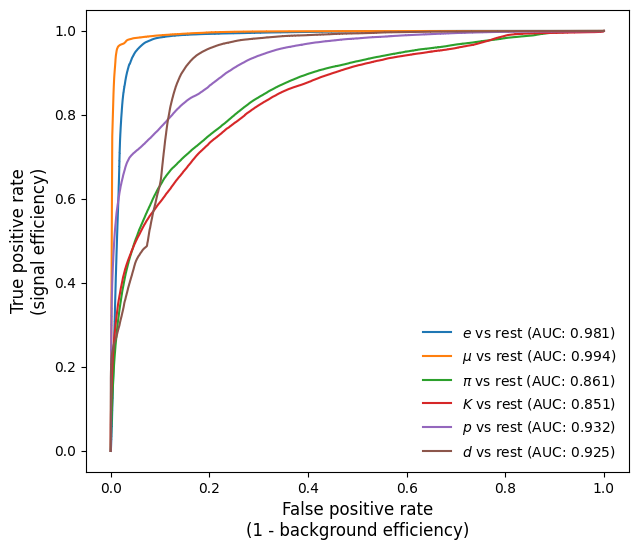 True positive rate
(signal efficiency)
1.0
0.8
0.6
0.4
0.2
0.0
e vs rest (AUC: 0.981)
μ vs rest (AUC: 0.994)
π vs rest (AUC: 0.861)
K vs rest (AUC: 0.851)
p vs rest (AUC: 0.932)
d vs rest (AUC: 0.925)
0.0 0.2 0.4 0.6 0.8 1.0
False positive rate
(1 - background efficiency)